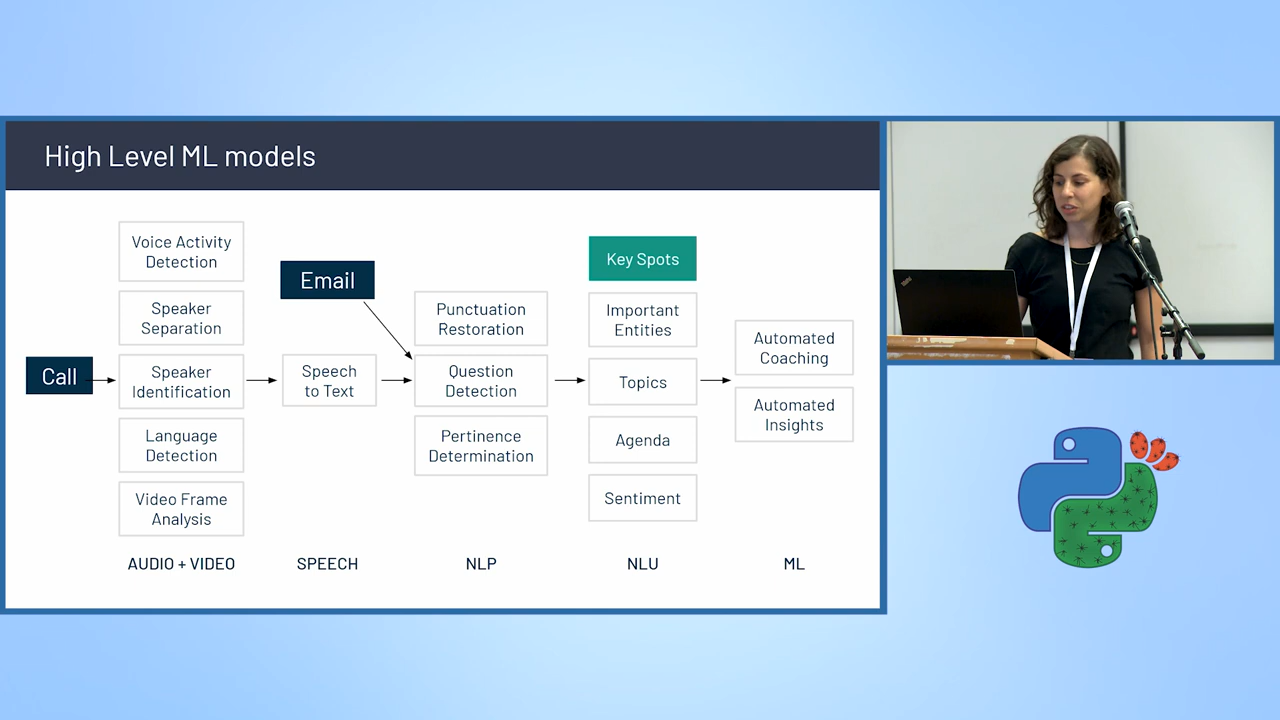 High Level ML models
Call
Voice Activity
Detection
Speaker
Separation
Speaker
Identification
Language
Detection
Video Frame
Analysis
AUDIO + VIDEO
Email
Speech
to Text
SPEECH
Punctuation
Restoration
Question
Detection
Pertinence
Determination
NLP
Key Spots
Important
Entities
Topics
Agenda
Sentiment
NLU
Automated
Coaching
Automated
Insights
ML